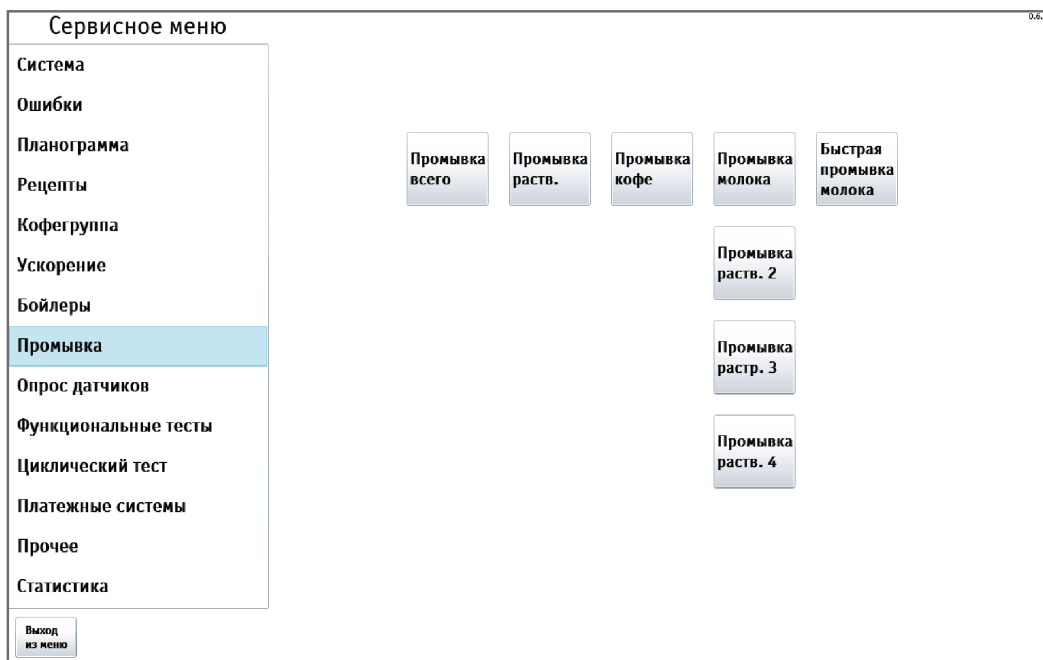 Сервисное меню
0.6.
Система
Ошибки
Планограмма
Рецепты
Кофегруппа
Ускорение
Бойлеры
Промывка
Опрос датчиков
Функциональные тесты
Циклический тест
Платежные системы
Прочее
Статистика
Выход
из меню
Промывка
всего
Промывка
раств.
Промывка
кофе
Промывка
молока
Быстрая
промывка
молока
Промывка
раств. 2
Промывка
растр. 3
Промывка
раств. 4